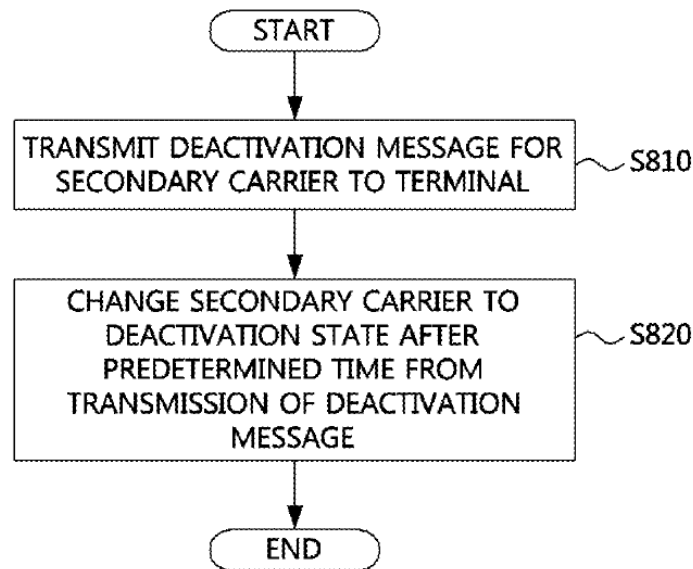 START
TRANSMIT DEACTIVATION MESSAGE FOR
SECONDARY CARRIER TO TERMINAL
S810
CHANGE SECONDARY CARRIER TO
DEACTIVATION STATE AFTER
PREDETERMINED TIME FROM
TRANSMISSION OF DEACTIVATION
MESSAGE
S820
END